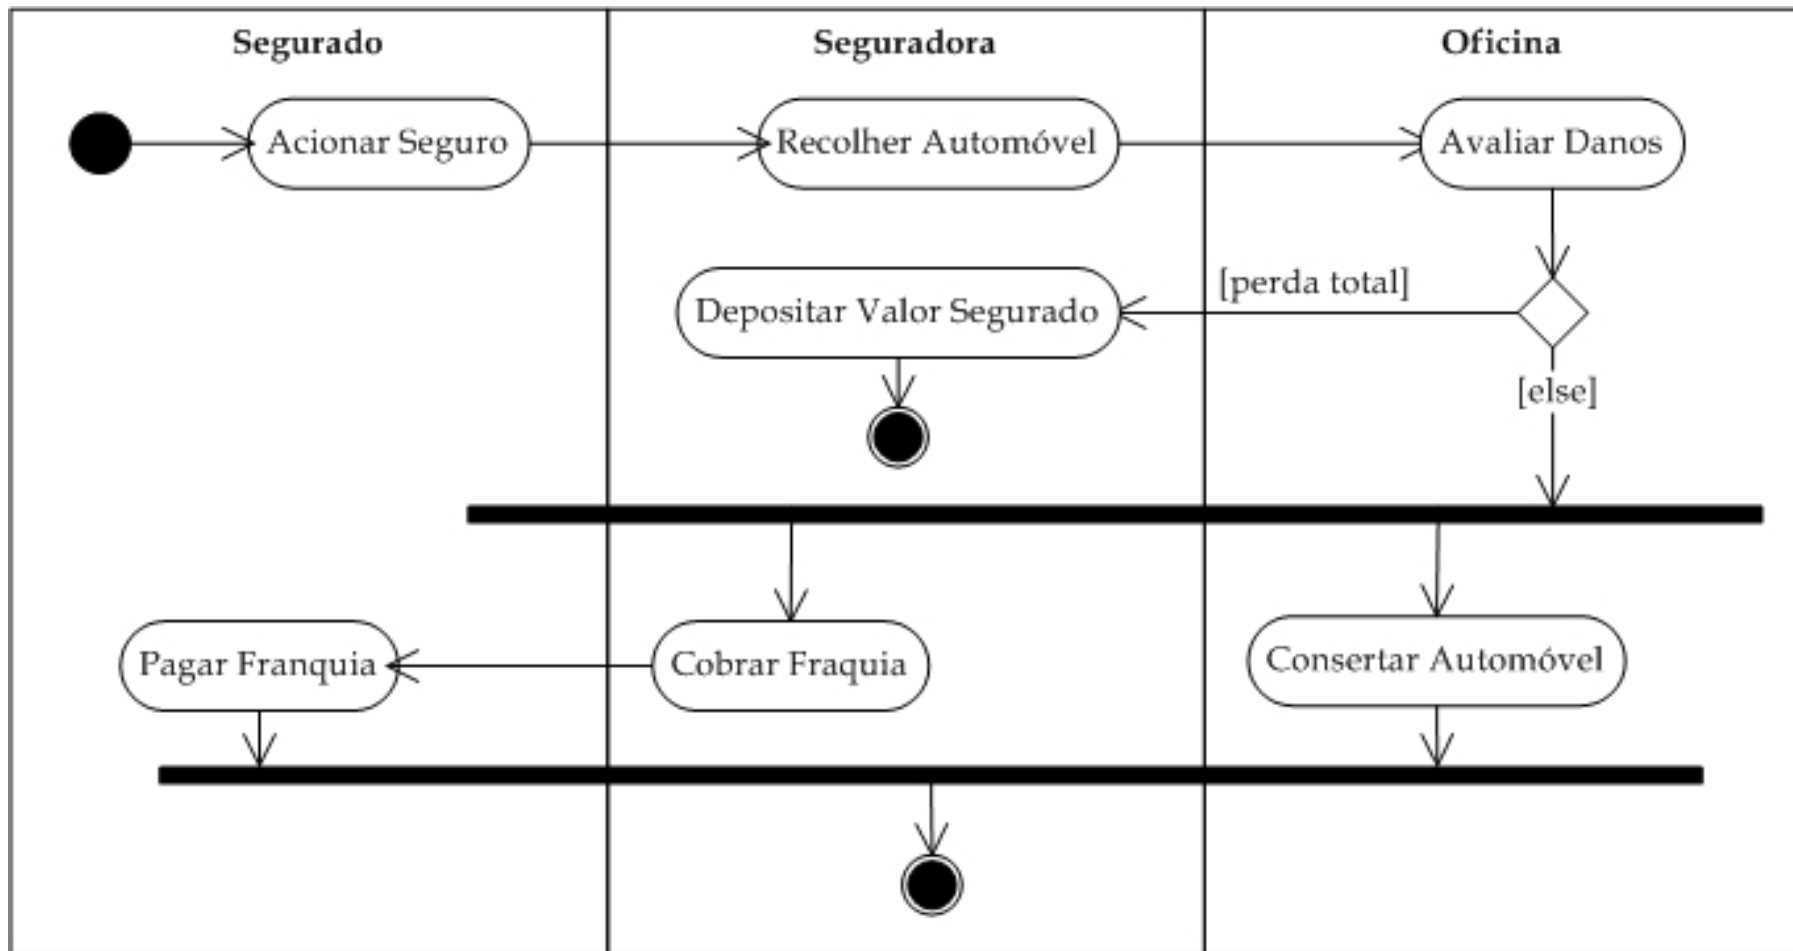 Segurado
Seguradora
Oficina
Acionar Seguro
Recolher Automóvel
Avaliar Danos
Depositar Valor Segurado
[perda total]
[else]
Pagar Franquia
Cobrar Fraquia
Consertar Automóvel